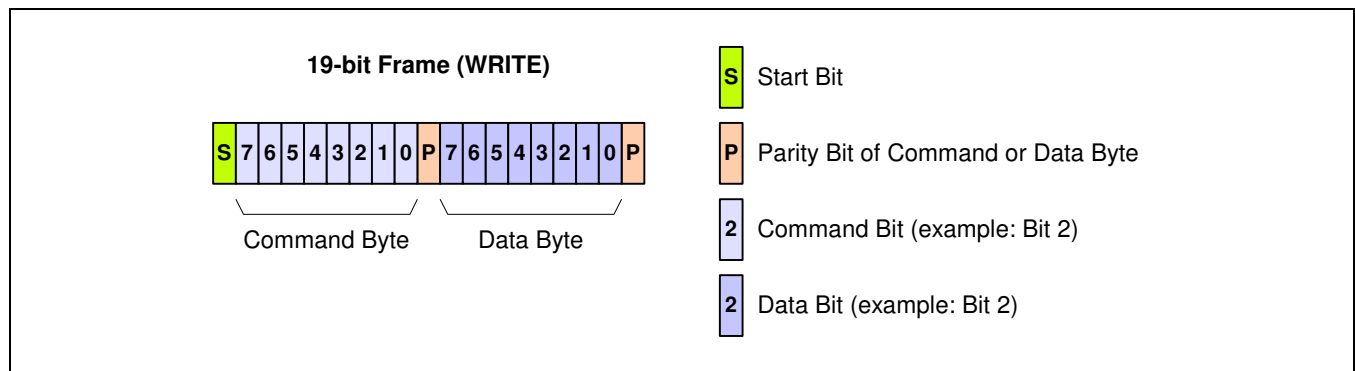 19-bit Frame (WRITE)
S 7 6 5 4 3 2 1 0 P 7 6 5 4 3 2 1 0 P
Command Byte Data Byte
S Start Bit
P Parity Bit of Command or Data Byte
2 Command Bit (example: Bit 2)
2 Data Bit (example: Bit 2)